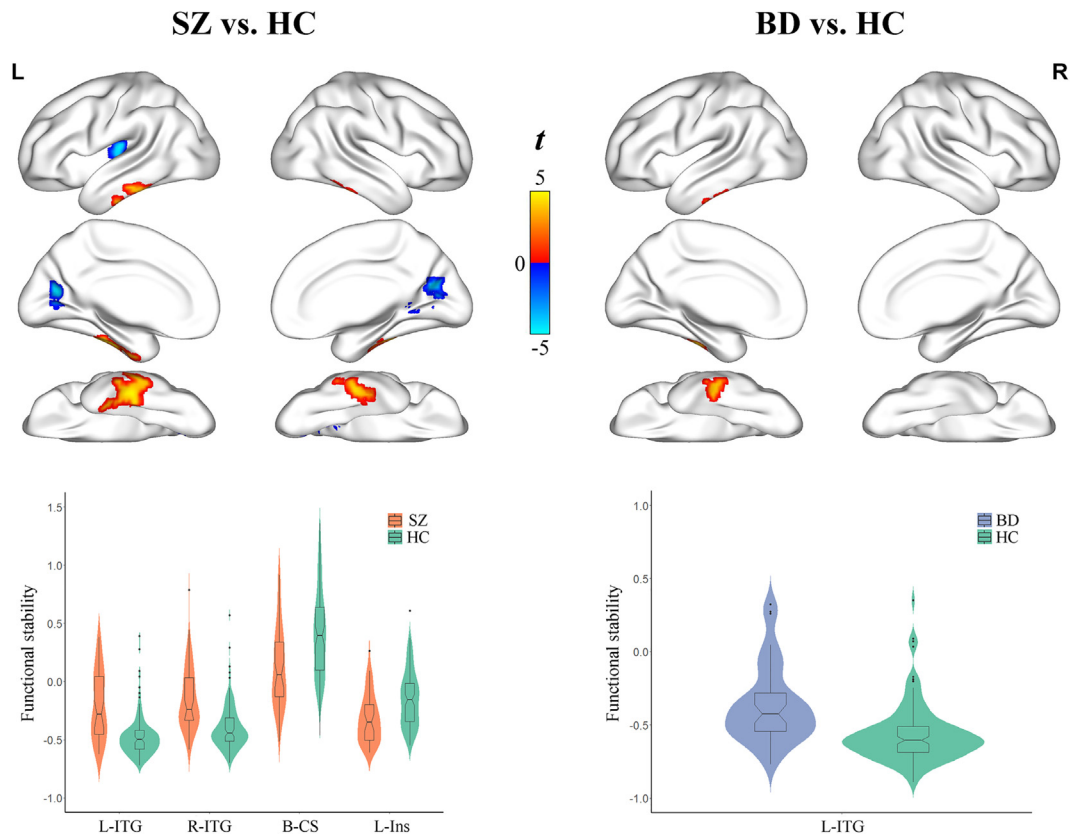 SZ vs. HC
BD vs. HC
L
R
t
5
0
-5
Functional stability
1.5
1.0
0.5
0.0
-0.5
-1.0
SZ
HC
L-ITG R-ITG B-CS L-Ins
Functional stability
1.0
0.5
0.0
-0.5
-1.0
BD
HC
L-ITG